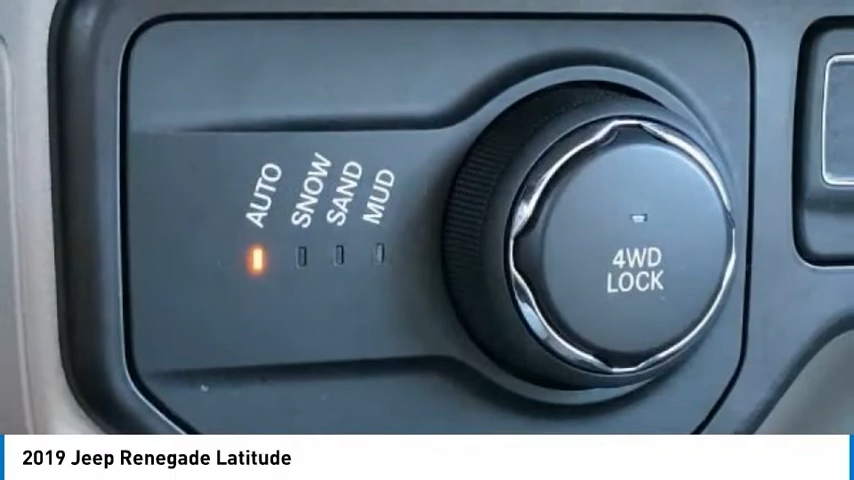 AUTO
SNOW
SAND
MUD
4WD
LOCK
2019 Jeep Renegade Latitude